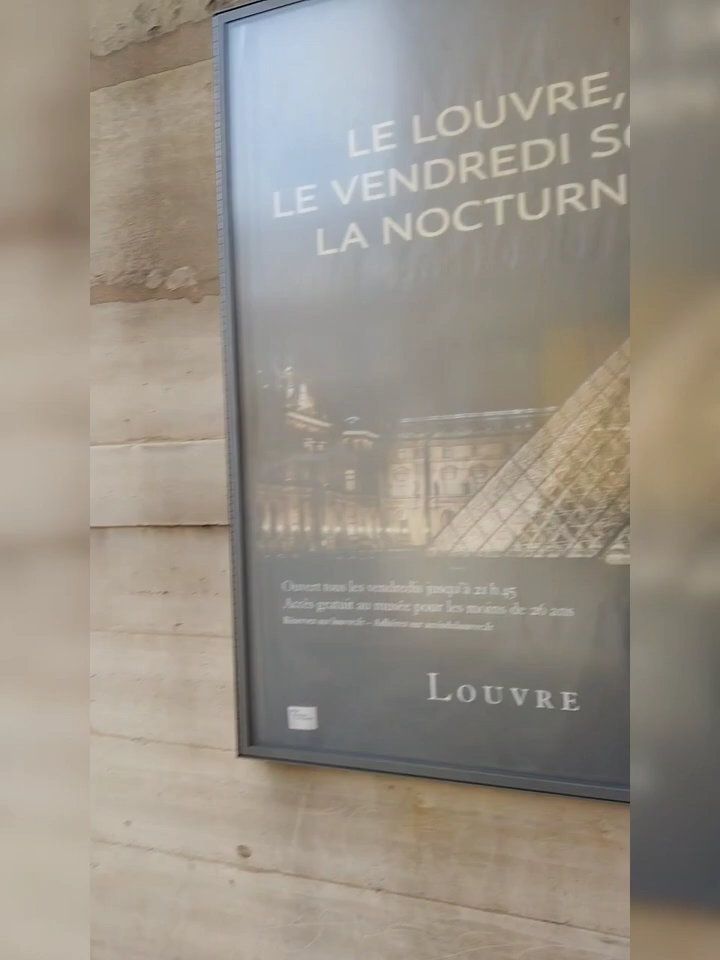 LE LOUVRE,
LE VENDREDI SO
LA NOCTURN
Ouvert tous les vendredis jusqu'à 21 h 45
Accès gratuit au musée pour les moins de 26 ans
LOUVRE